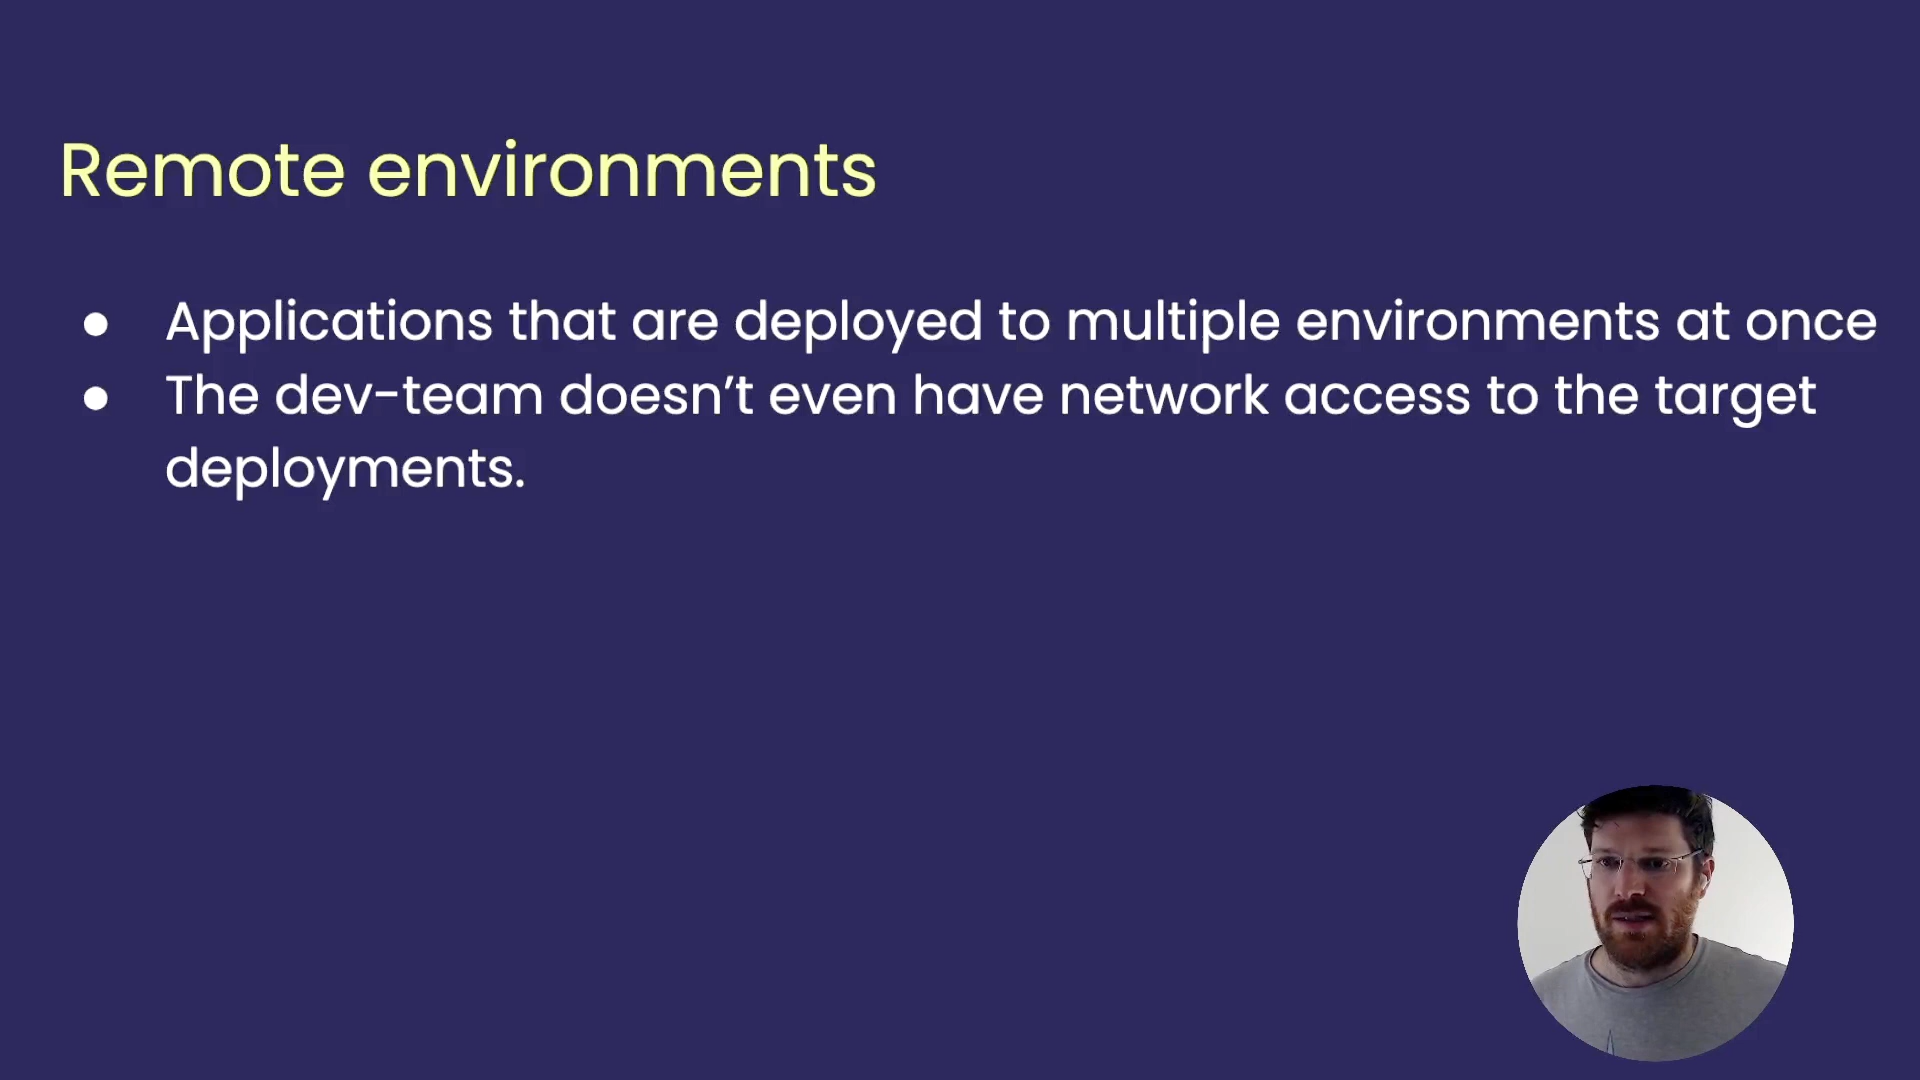 Remote environments
● Applications that are deployed to multiple environments at once
● The dev-team doesn’t even have network access to the target
deployments.